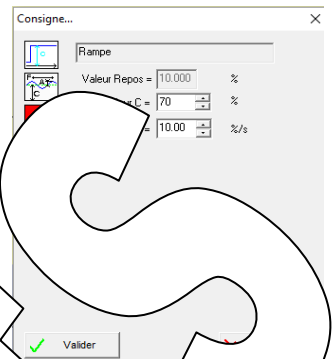 Consigne...
Rampe
Valeur Repos = 10.000 %
C = 70 %
= 10.00 %/s
Valider